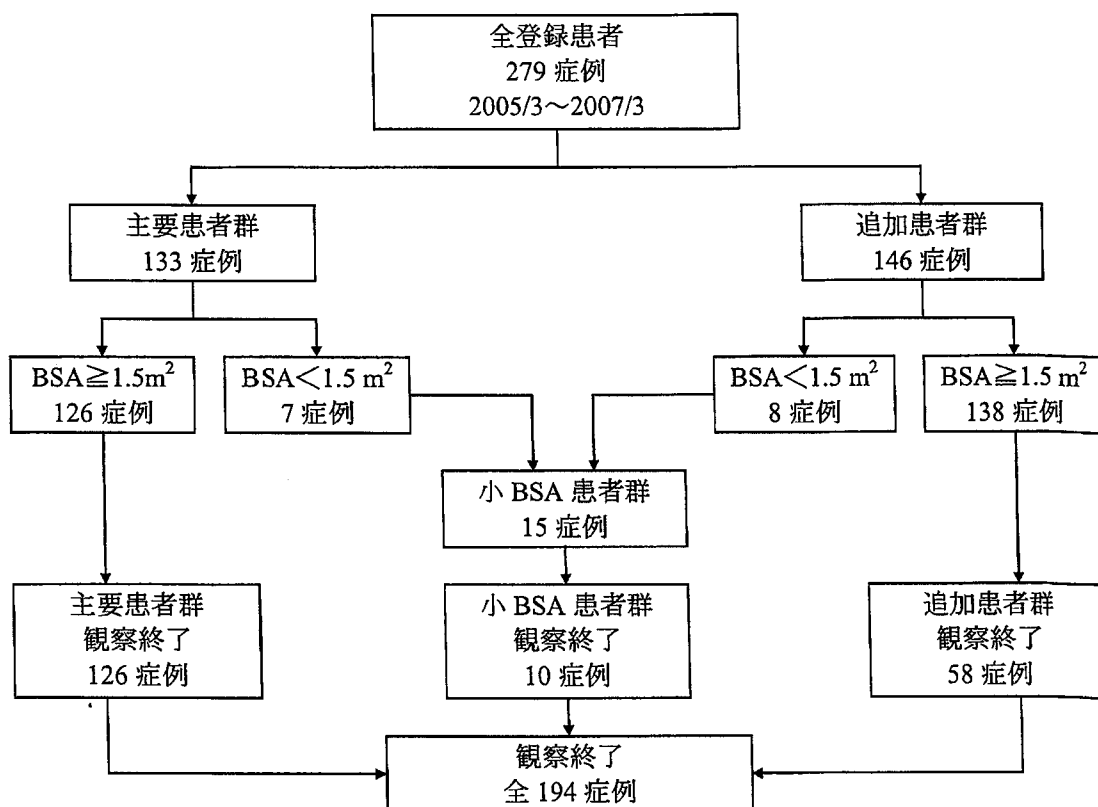 全登録患者
279 症例
2005/3～2007/3
主要患者群
133 症例
追加患者群
146 症例
BSA≧1.5m²
126 症例
BSA＜1.5 m²
7 症例
BSA＜1.5 m²
8 症例
BSA≧1.5 m²
138 症例
小 BSA 患者群
15 症例
主要患者群
観察終了
126 症例
小 BSA 患者群
観察終了
10 症例
追加患者群
観察終了
58 症例
観察終了
全 194 症例